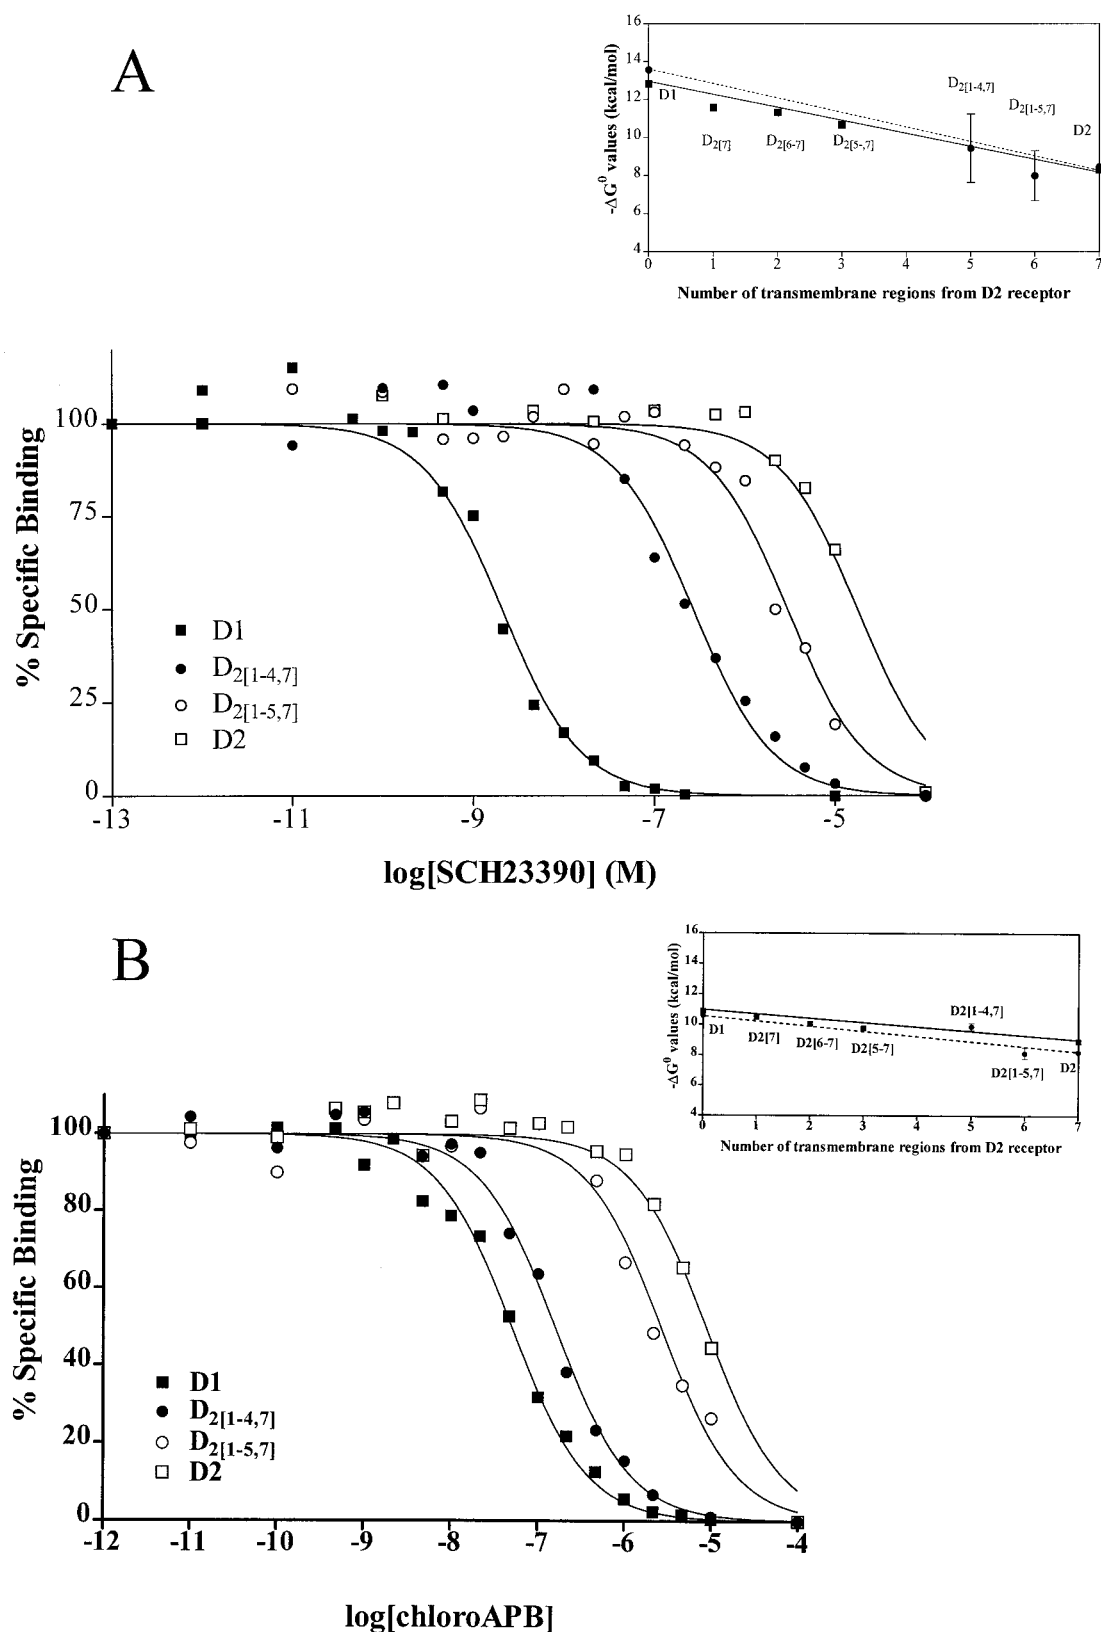 A
16
14
12
10
8
6
4
-ΔG⁰ values (kcal/mol)
D1
D2[7]
D2[6-7]
D2[5-,7]
D2[1-4,7]
D2[1-5,7]
D2
0 1 2 3 4 5 6 7
Number of transmembrane regions from D2 receptor
100
75
50
25
0
% Specific Binding
D1
D2[1-4,7]
D2[1-5,7]
D2
-13 -11 -9 -7 -5
log[SCH23390] (M)
B
16
14
12
10
8
6
4
-ΔG⁰ values (kcal/mol)
D1
D2[7]
D2[6-7]
D2[5-7]
D2[1-4,7]
D2[1-5,7]
D2
0 1 2 3 4 5 6 7
Number of transmembrane regions from D2 receptor
100
80
60
40
20
0
% Specific Binding
D1
D2[1-4,7]
D2[1-5,7]
D2
-12 -11 -10 -9 -8 -7 -6 -5 -4
log[chloroAPB]